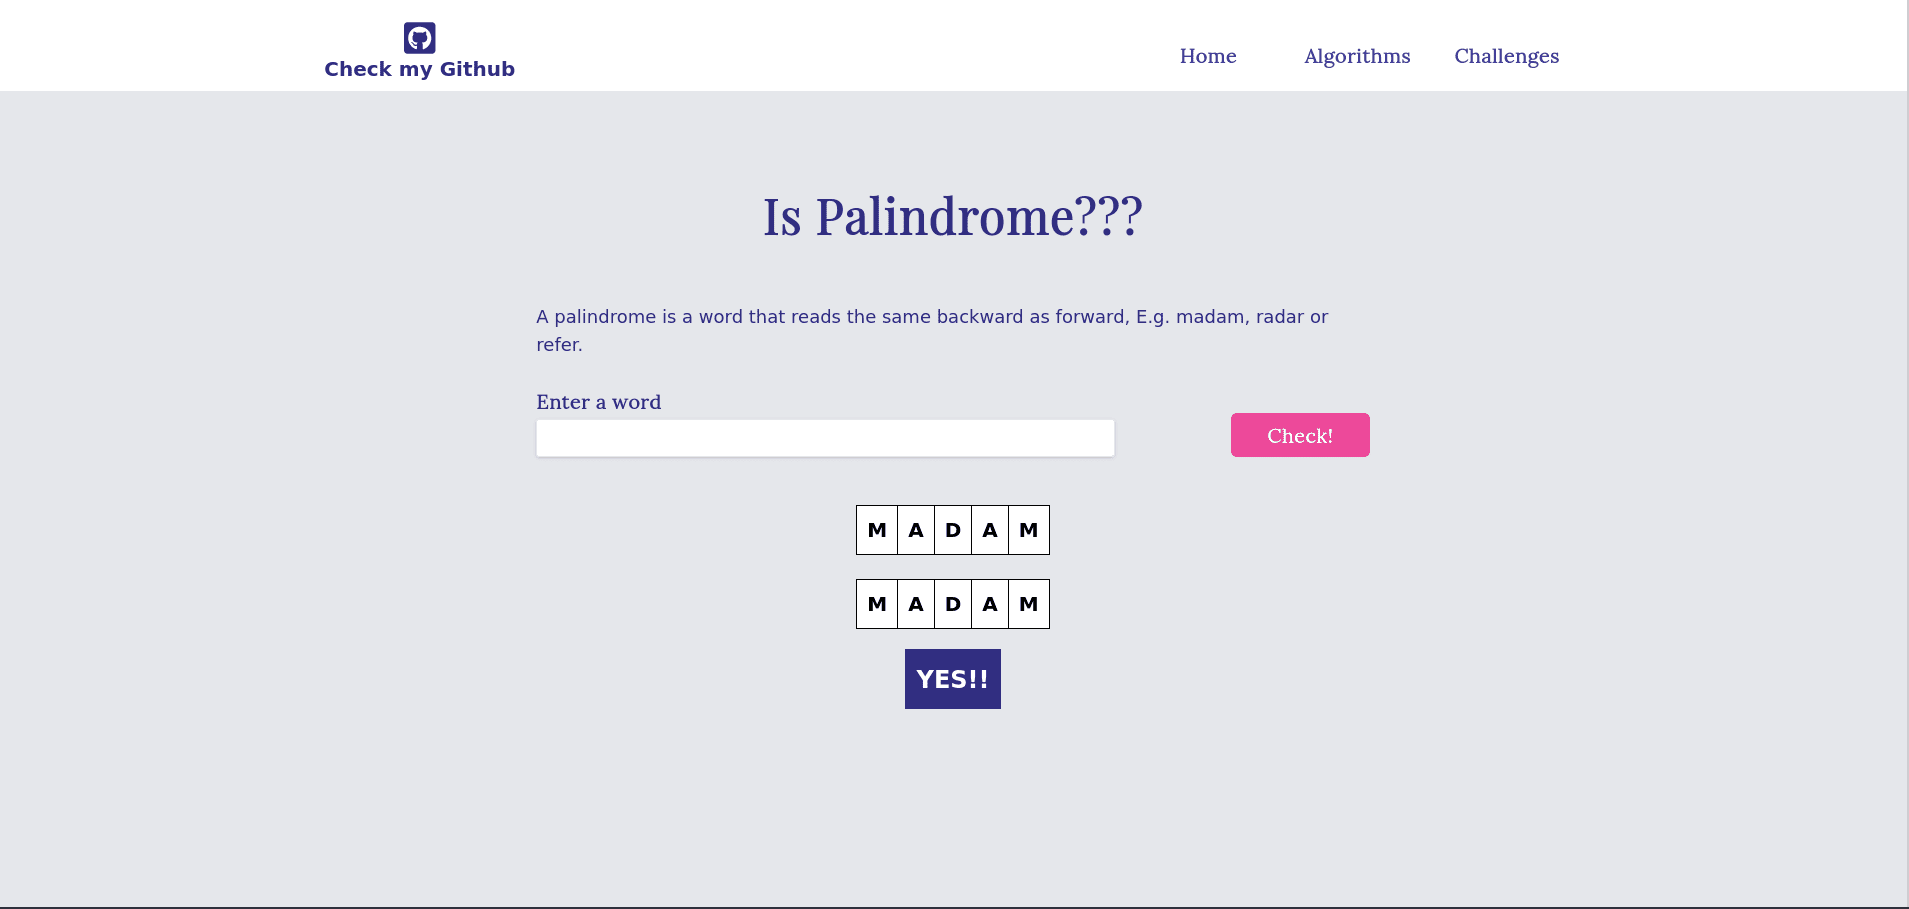 Check my Github
Home Algorithms Challenges
Is Palindrome???
A palindrome is a word that reads the same backward as forward, E.g. madam, radar or
refer.
Enter a word
Check!
M A D A M
M A D A M
YES!!